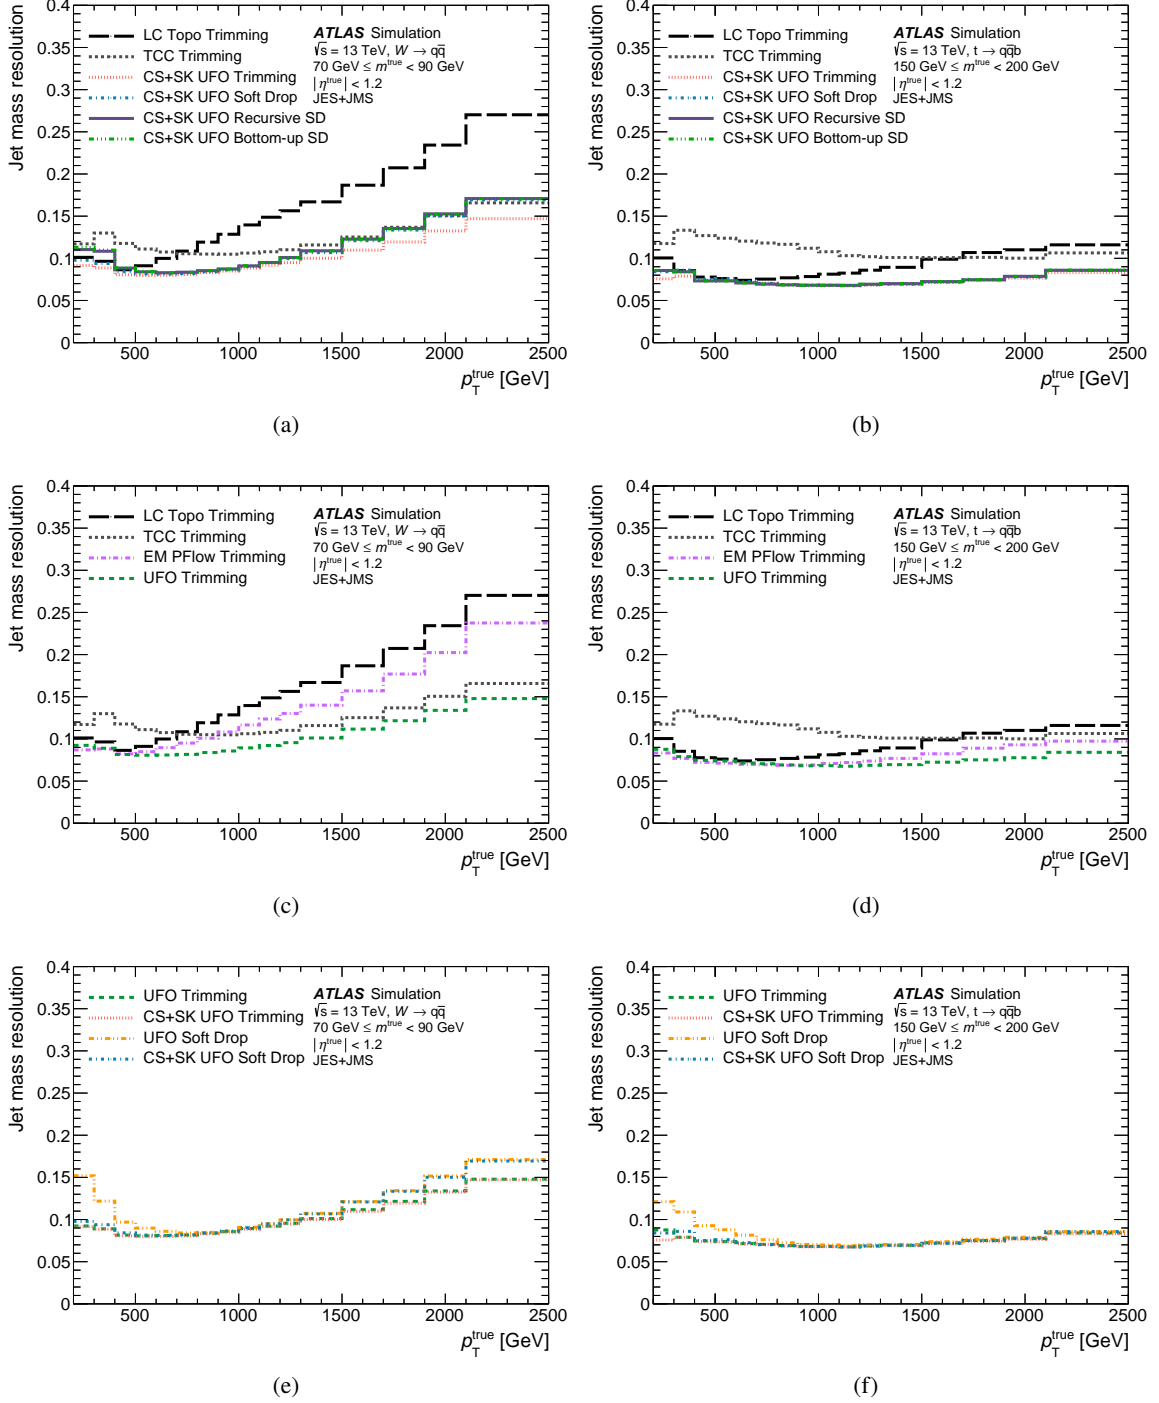 Jet mass resolution
0.4
0.35
0.3
0.25
0.2
0.15
0.1
0.05
0
LC Topo Trimming
TCC Trimming
CS+SK UFO Trimming
CS+SK UFO Soft Drop
CS+SK UFO Recursive SD
CS+SK UFO Bottom-up SD
ATLAS Simulation
√s = 13 TeV, W → qq̄
70 GeV ≤ m^true < 90 GeV
|η^true| < 1.2
JES+JMS
500 1000 1500 2000 2500
p_T^true [GeV]
(a)
Jet mass resolution
0.4
0.35
0.3
0.25
0.2
0.15
0.1
0.05
0
LC Topo Trimming
TCC Trimming
CS+SK UFO Trimming
CS+SK UFO Soft Drop
CS+SK UFO Recursive SD
CS+SK UFO Bottom-up SD
ATLAS Simulation
√s = 13 TeV, t → qq̄b
150 GeV ≤ m^true < 200 GeV
|η^true| < 1.2
JES+JMS
500 1000 1500 2000 2500
p_T^true [GeV]
(b)
Jet mass resolution
0.4
0.35
0.3
0.25
0.2
0.15
0.1
0.05
0
LC Topo Trimming
TCC Trimming
EM PFlow Trimming
UFO Trimming
ATLAS Simulation
√s = 13 TeV, W → qq̄
70 GeV ≤ m^true < 90 GeV
|η^true| < 1.2
JES+JMS
500 1000 1500 2000 2500
p_T^true [GeV]
(c)
Jet mass resolution
0.4
0.35
0.3
0.25
0.2
0.15
0.1
0.05
0
LC Topo Trimming
TCC Trimming
EM PFlow Trimming
UFO Trimming
ATLAS Simulation
√s = 13 TeV, t → qq̄b
150 GeV ≤ m^true < 200 GeV
|η^true| < 1.2
JES+JMS
500 1000 1500 2000 2500
p_T^true [GeV]
(d)
Jet mass resolution
0.4
0.35
0.3
0.25
0.2
0.15
0.1
0.05
0
UFO Trimming
CS+SK UFO Trimming
UFO Soft Drop
CS+SK UFO Soft Drop
ATLAS Simulation
√s = 13 TeV, W → qq̄
70 GeV ≤ m^true < 90 GeV
|η^true| < 1.2
JES+JMS
500 1000 1500 2000 2500
p_T^true [GeV]
(e)
Jet mass resolution
0.4
0.35
0.3
0.25
0.2
0.15
0.1
0.05
0
UFO Trimming
CS+SK UFO Trimming
UFO Soft Drop
CS+SK UFO Soft Drop
ATLAS Simulation
√s = 13 TeV, t → qq̄b
150 GeV ≤ m^true < 200 GeV
|η^true| < 1.2
JES+JMS
500 1000 1500 2000 2500
p_T^true [GeV]
(f)